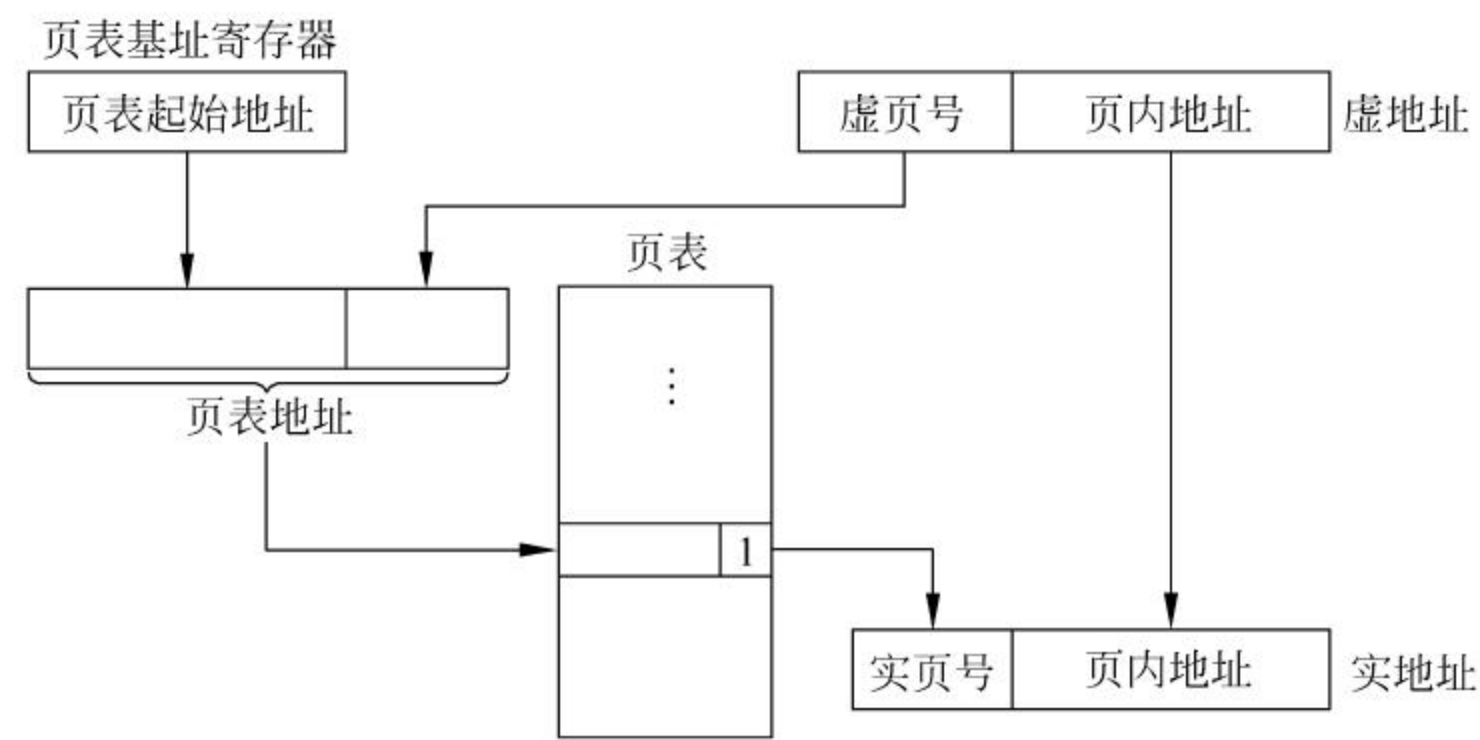 页表基址寄存器
页表起始地址
虚页号 页内地址 虚地址
页表
页表地址
⋮
1
实页号 页内地址 实地址